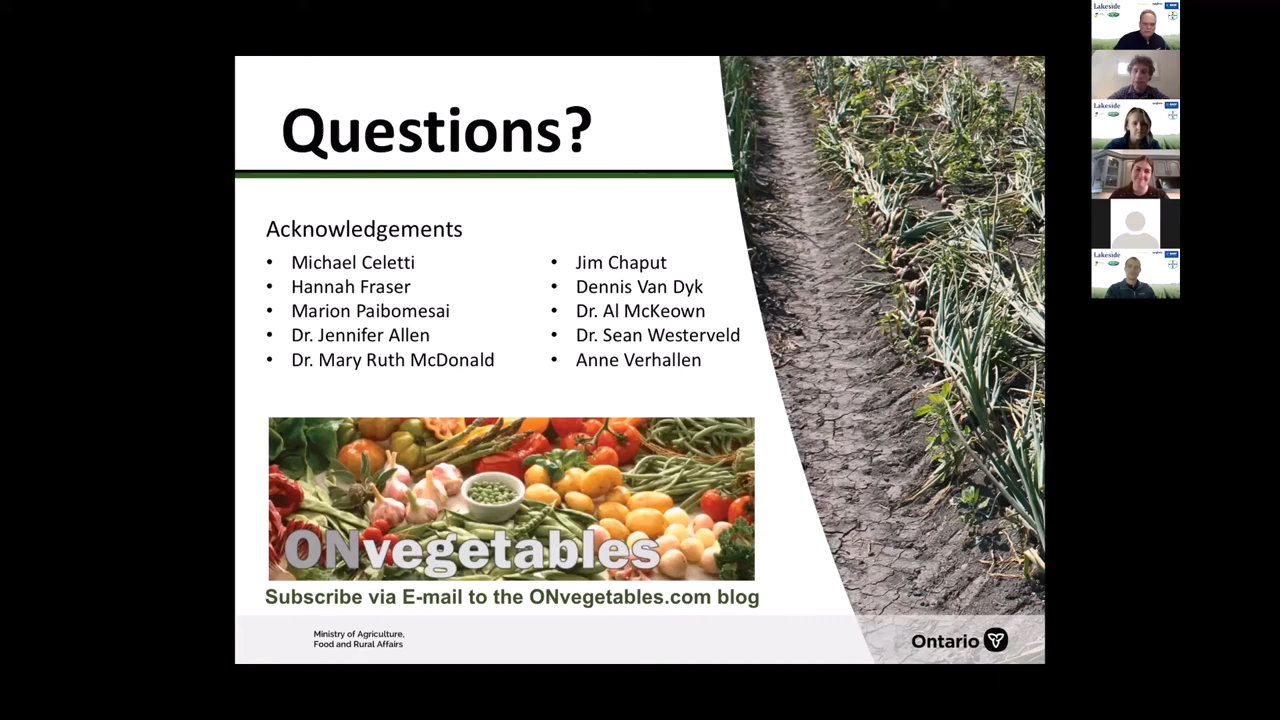 Questions?
Acknowledgements
• Michael Celetti
• Hannah Fraser
• Marion Paibomesai
• Dr. Jennifer Allen
• Dr. Mary Ruth McDonald
• Jim Chaput
• Dennis Van Dyk
• Dr. Al McKeown
• Dr. Sean Westerveld
• Anne Verhallen
ONvegetables
Subscribe via E-mail to the ONvegetables.com blog
Ministry of Agriculture,
Food and Rural Affairs
Ontario
Lakeside
Lakeside
Lakeside